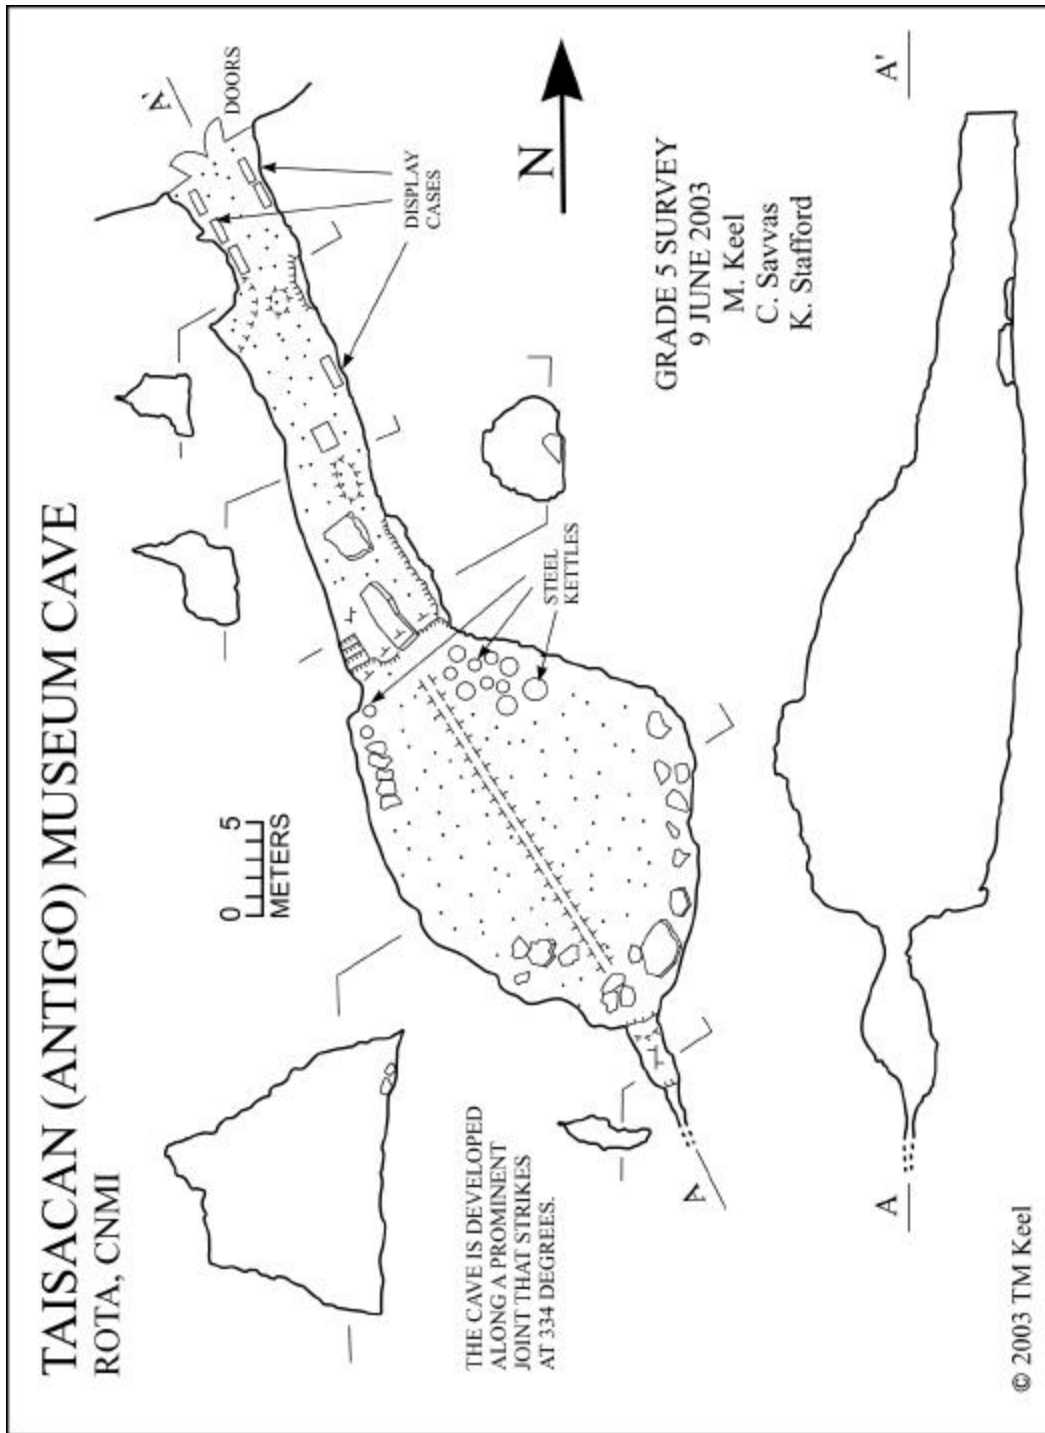 TAISACAN (ANTIGO) MUSEUM CAVE
ROTA, CNMI
0 5
METERS
A'
DOORS
DISPLAY
CASES
N
STEEL
KETTLES
GRADE 5 SURVEY
9 JUNE 2003
M. Keel
C. Savvas
K. Stafford
THE CAVE IS DEVELOPED
ALONG A PROMINENT
JOINT THAT STRIKES
AT 334 DEGREES.
A
A
A'
© 2003 TM Keel